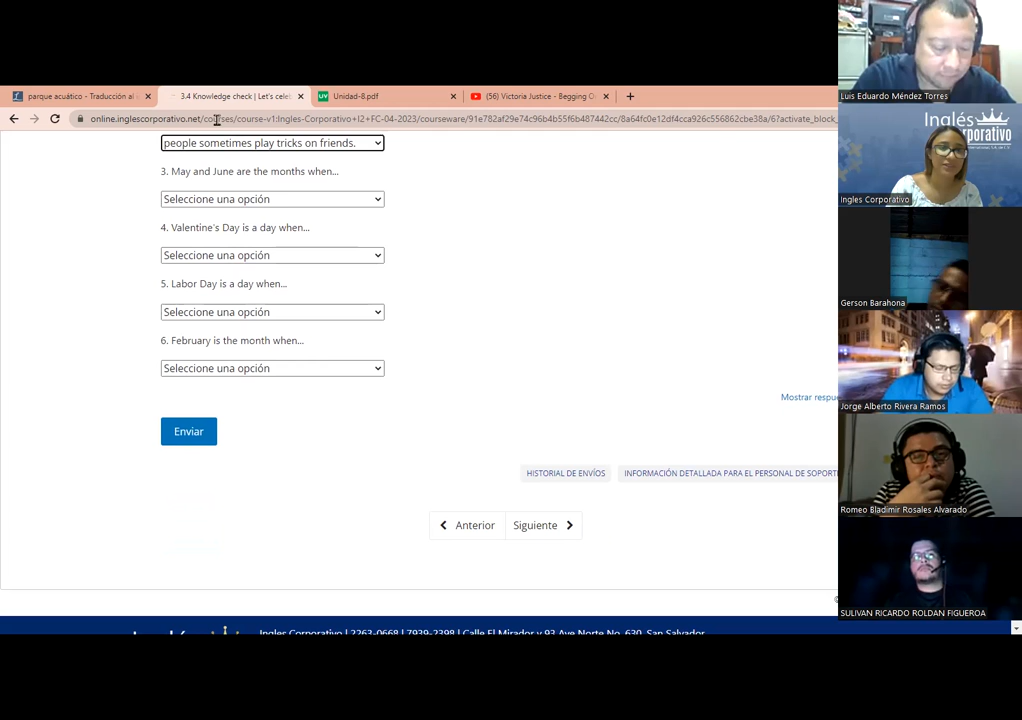 parque acuático - Traducción al
3.4 Knowledge check | Let's celeb
Unidad-8.pdf
(56) Victoria Justice - Begging O
online.inglescorporativo.net/courses/course-v1:Ingles-Corporativo+I2+FC-04-2023/courseware/91e782af29e74c96b4b55f6b487442cc/8a64fc0e12df4cca926c556862cbe38a/6?activate_block_
people sometimes play tricks on friends.
3. May and June are the months when...
Seleccione una opción
4. Valentine's Day is a day when...
Seleccione una opción
5. Labor Day is a day when...
Seleccione una opción
6. February is the month when...
Seleccione una opción
Mostrar respue
Enviar
HISTORIAL DE ENVÍOS
INFORMACIÓN DETALLADA PARA EL PERSONAL DE SOPORT
Anterior
Siguiente
Ingles Corporativo | 2263-0668 | 7939-2398 | Calle El Mirador y 93 Ave Norte No. 630, San Salvador
Luis Eduardo Méndez Torres
Inglés
Ingles Corporativo
Gerson Barahona
Jorge Alberto Rivera Ramos
Romeo Bladimir Rosales Alvarado
SULIVAN RICARDO ROLDAN FIGUEROA